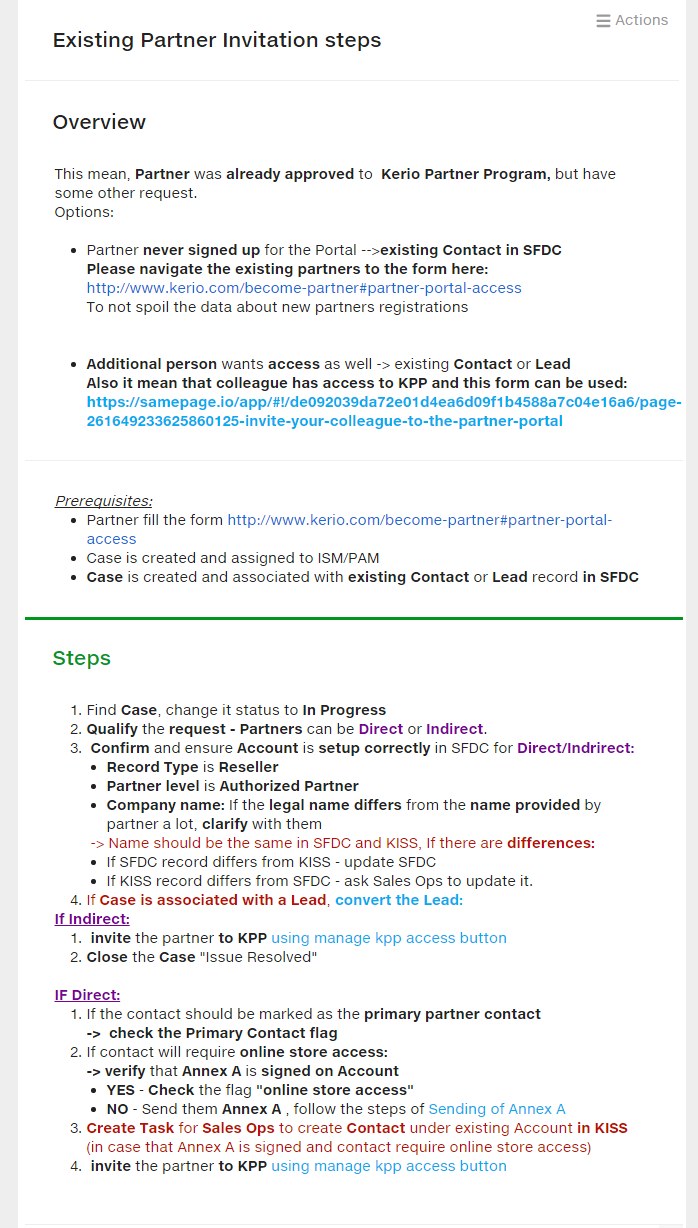 Actions
Existing Partner Invitation steps
Overview
This mean, Partner was already approved to  Kerio Partner Program, but have
some other request.
Options:
• Partner never signed up for the Portal -->existing Contact in SFDC
Please navigate the existing partners to the form here:
http://www.kerio.com/become-partner#partner-portal-access
To not spoil the data about new partners registrations
• Additional person wants access as well -> existing Contact or Lead
Also it mean that colleague has access to KPP and this form can be used:
https://samepage.io/app/#!/de092039da72e01d4ea6d09f1b4588a7c04e16a6/page-
261649233625860125-invite-your-colleague-to-the-partner-portal
Prerequisites:
• Partner fill the form http://www.kerio.com/become-partner#partner-portal-
access
• Case is created and assigned to ISM/PAM
• Case is created and associated with existing Contact or Lead record in SFDC
Steps
1. Find Case, change it status to In Progress
2. Qualify the request - Partners can be Direct or Indirect.
3. Confirm and ensure Account is setup correctly in SFDC for Direct/Indrirect:
• Record Type is Reseller
• Partner level is Authorized Partner
• Company name: If the legal name differs from the name provided by
partner a lot, clarify with them
-> Name should be the same in SFDC and KISS, If there are differences:
• If SFDC record differs from KISS - update SFDC
• If KISS record differs from SFDC - ask Sales Ops to update it.
4. If Case is associated with a Lead, convert the Lead:
If Indirect:
1. invite the partner to KPP using manage kpp access button
2. Close the Case "Issue Resolved"
IF Direct:
1. If the contact should be marked as the primary partner contact
-> check the Primary Contact flag
2. If contact will require online store access:
-> verify that Annex A is signed on Account
• YES - Check the flag "online store access"
• NO - Send them Annex A , follow the steps of Sending of Annex A
3. Create Task for Sales Ops to create Contact under existing Account in KISS
(in case that Annex A is signed and contact require online store access)
4. invite the partner to KPP using manage kpp access button